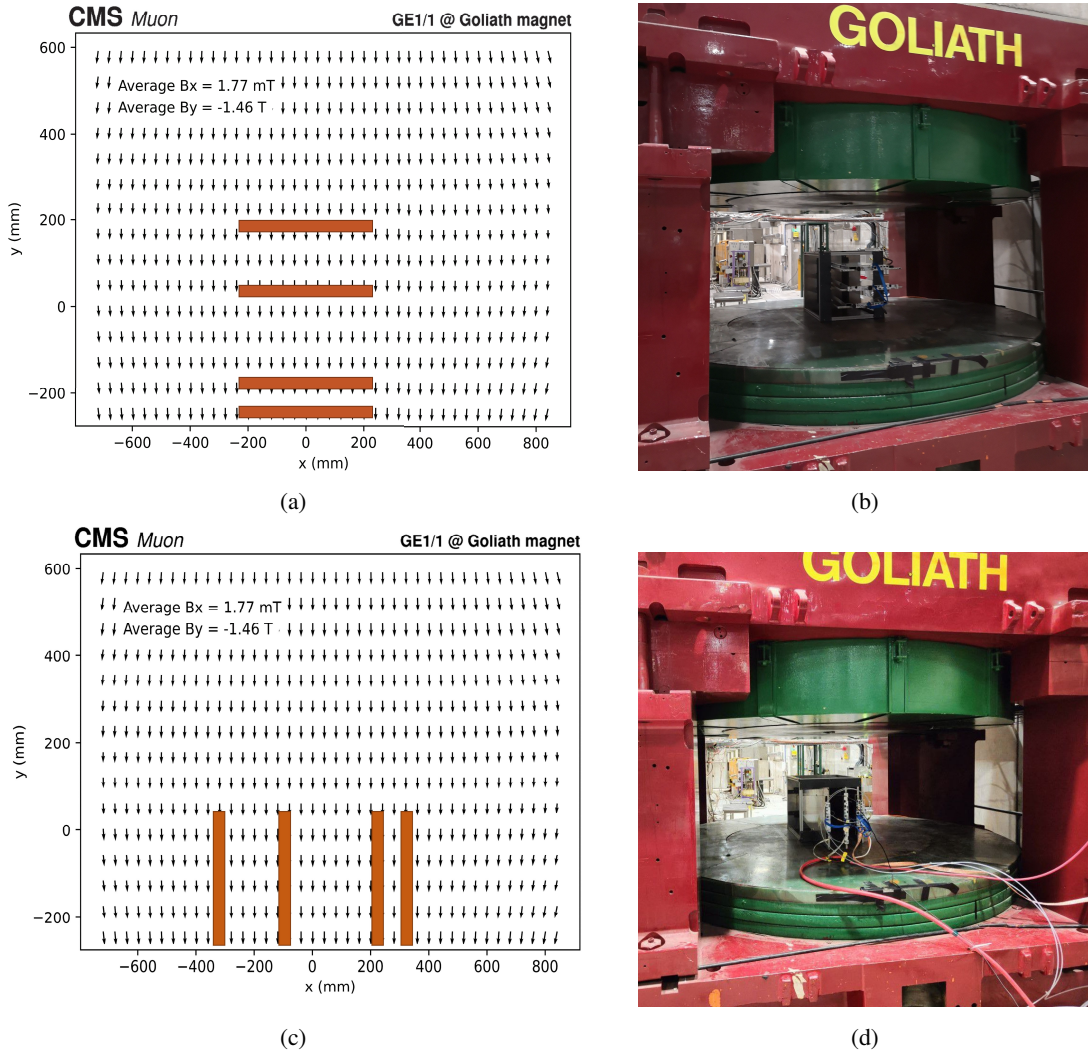 CMS Muon
GE1/1 @ Goliath magnet
Average Bx = 1.77 mT
Average By = -1.46 T
600
400
200
0
−200
y (mm)
−600
−400
−200
0
200
400
600
800
x (mm)
(a)
GOLIATH
(b)
CMS Muon
GE1/1 @ Goliath magnet
Average Bx = 1.77 mT
Average By = -1.46 T
600
400
200
0
−200
y (mm)
−600
−400
−200
0
200
400
600
800
x (mm)
(c)
GOLIATH
(d)